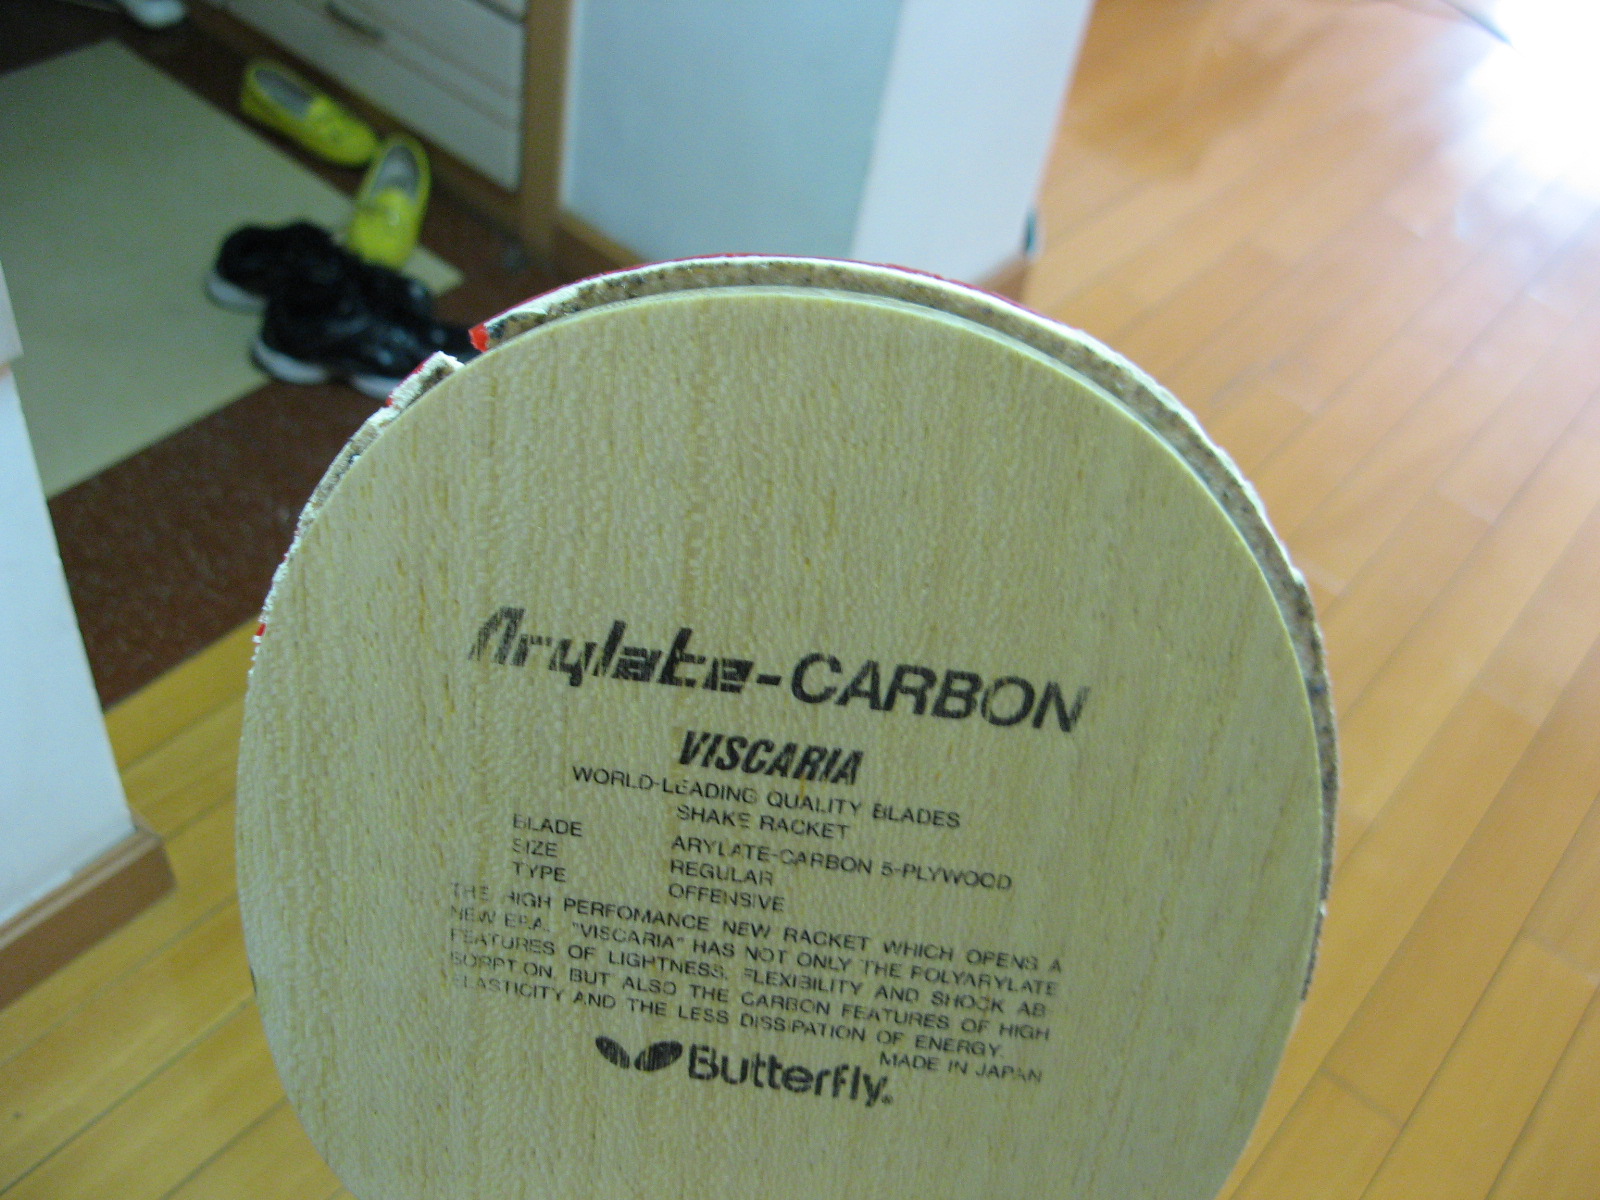 Arylate-CARBON
VISCARIA
WORLD-LEADING QUALITY BLADES
SHAKE RACKET
BLADE ARYLATE-CARBON 5-PLYWOOD
SIZE REGULAR
TYPE OFFENSIVE
THE HIGH PERFOMANCE NEW RACKET WHICH OPENS A
NEW ERA. "VISCARIA" HAS NOT ONLY THE POLYARYLATE
FEATURES OF LIGHTNESS, FLEXIBILITY AND SHOCK AB-
SORPTION, BUT ALSO THE CARBON FEATURES OF HIGH
ELASTICITY AND THE LESS DISSIPATION OF ENERGY.
MADE IN JAPAN
Butterfly®